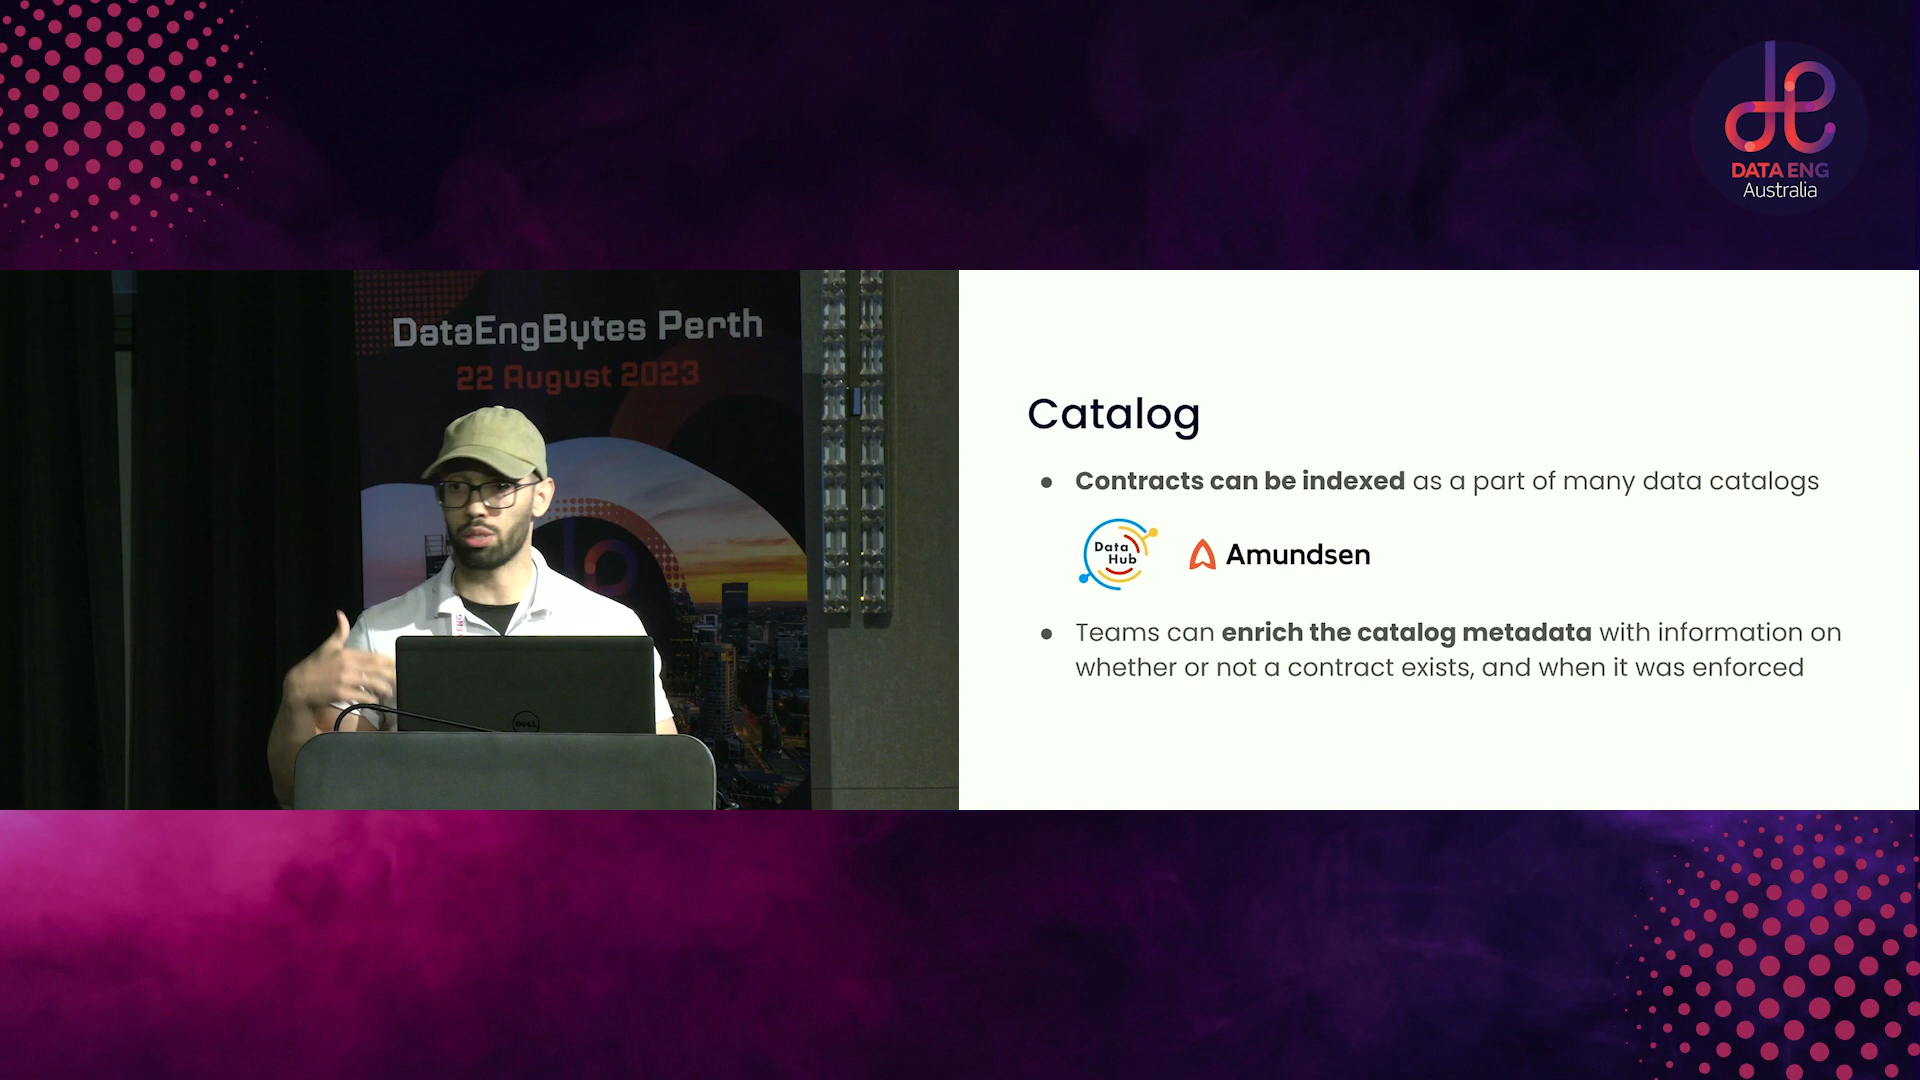 DATA ENG
Australia
DataEngBytes Perth
22 August 2023
DELL
Catalog
● Contracts can be indexed as a part of many data catalogs
Data
Hub
Amundsen
● Teams can enrich the catalog metadata with information on
whether or not a contract exists, and when it was enforced